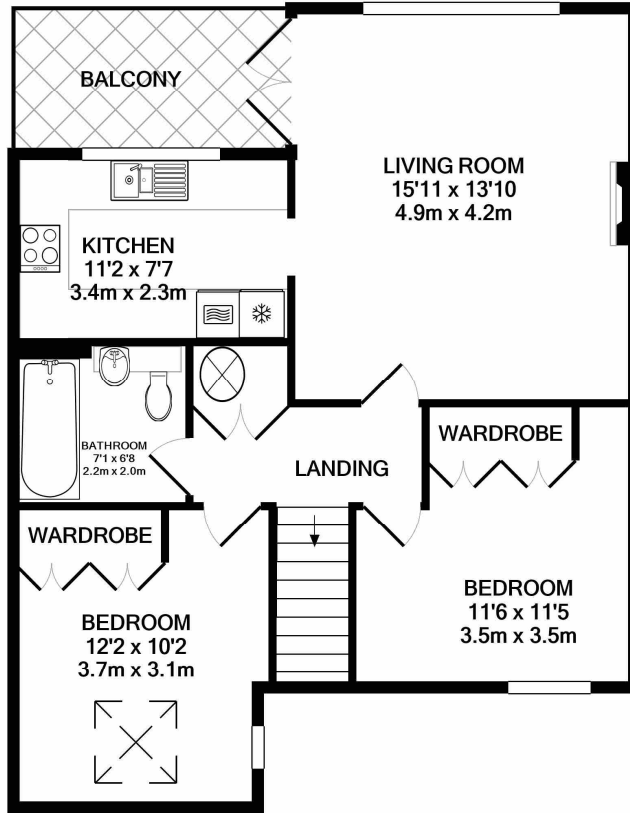 BALCONY
LIVING ROOM
15'11 x 13'10
4.9m x 4.2m
KITCHEN
11'2 x 7'7
3.4m x 2.3m
BATHROOM
7'1 x 6'8
2.2m x 2.0m
LANDING
WARDROBE
WARDROBE
BEDROOM
12'2 x 10'2
3.7m x 3.1m
BEDROOM
11'6 x 11'5
3.5m x 3.5m